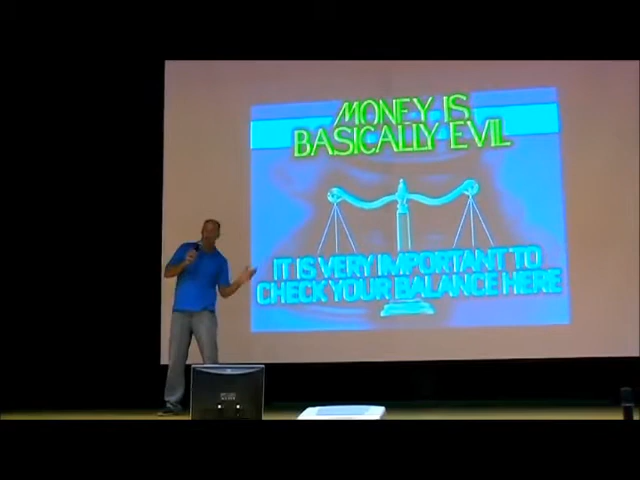 MONEY IS
BASICALLY EVIL
IT IS VERY IMPORTANT TO
CHECK YOUR BALANCE HERE